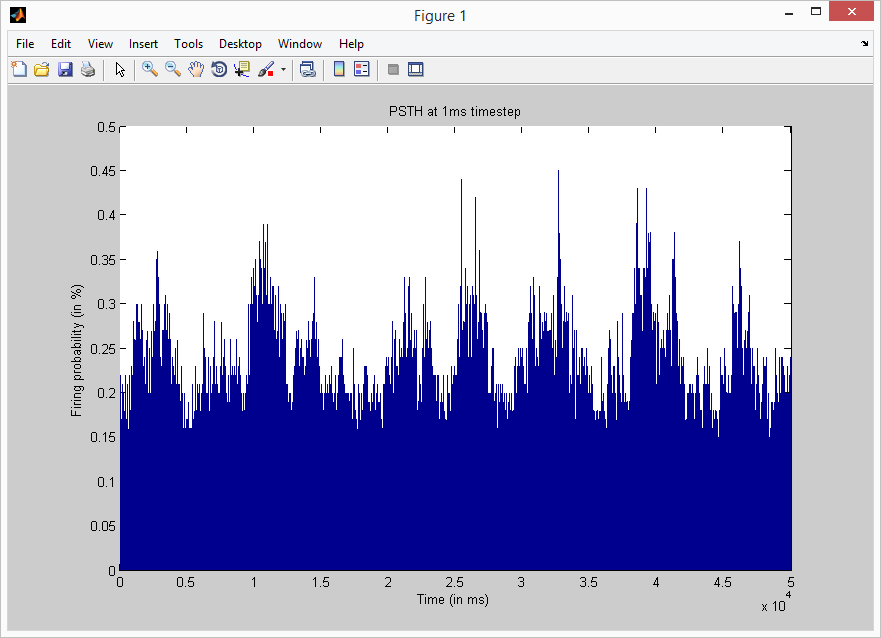 Figure 1
File Edit View Insert Tools Desktop Window Help
PSTH at 1ms timestep
Firing probability (in %)
0.5
0.45
0.4
0.35
0.3
0.25
0.2
0.15
0.1
0.05
0
0 0.5 1 1.5 2 2.5 3 3.5 4 4.5 5
x 10^4
Time (in ms)